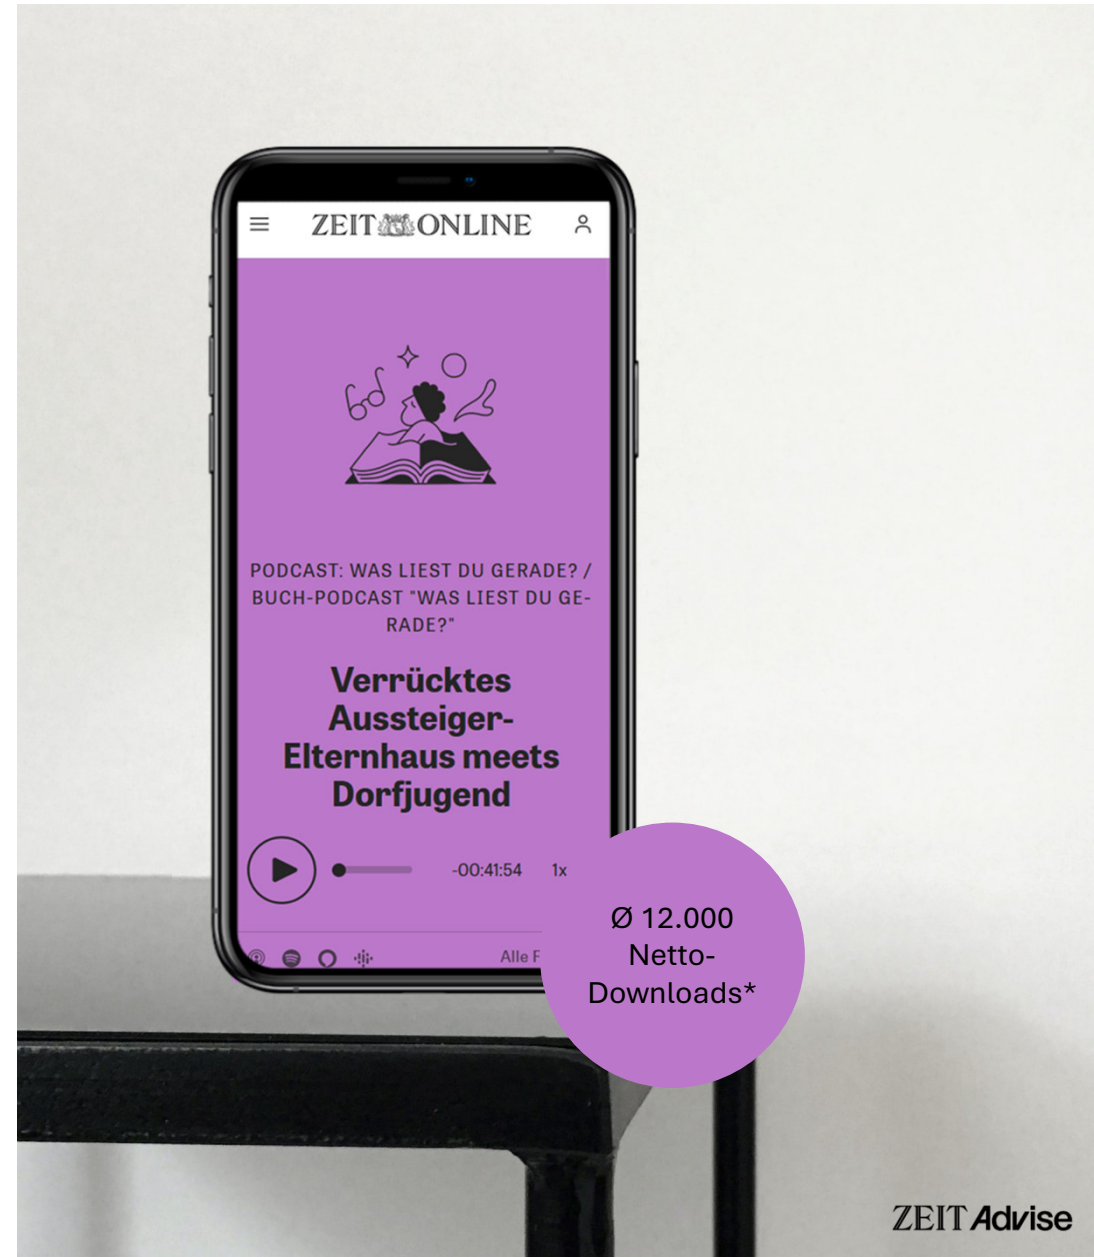 ZEIT ONLINE
PODCAST: WAS LIEST DU GERADE? /
BUCH-PODCAST "WAS LIEST DU GE-
RADE?"
Verrücktes
Aussteiger-
Elternhaus meets
Dorfjugend
-00:41:54 1x
Alle F
Ø 12.000
Netto-
Downloads*
ZEIT Advise